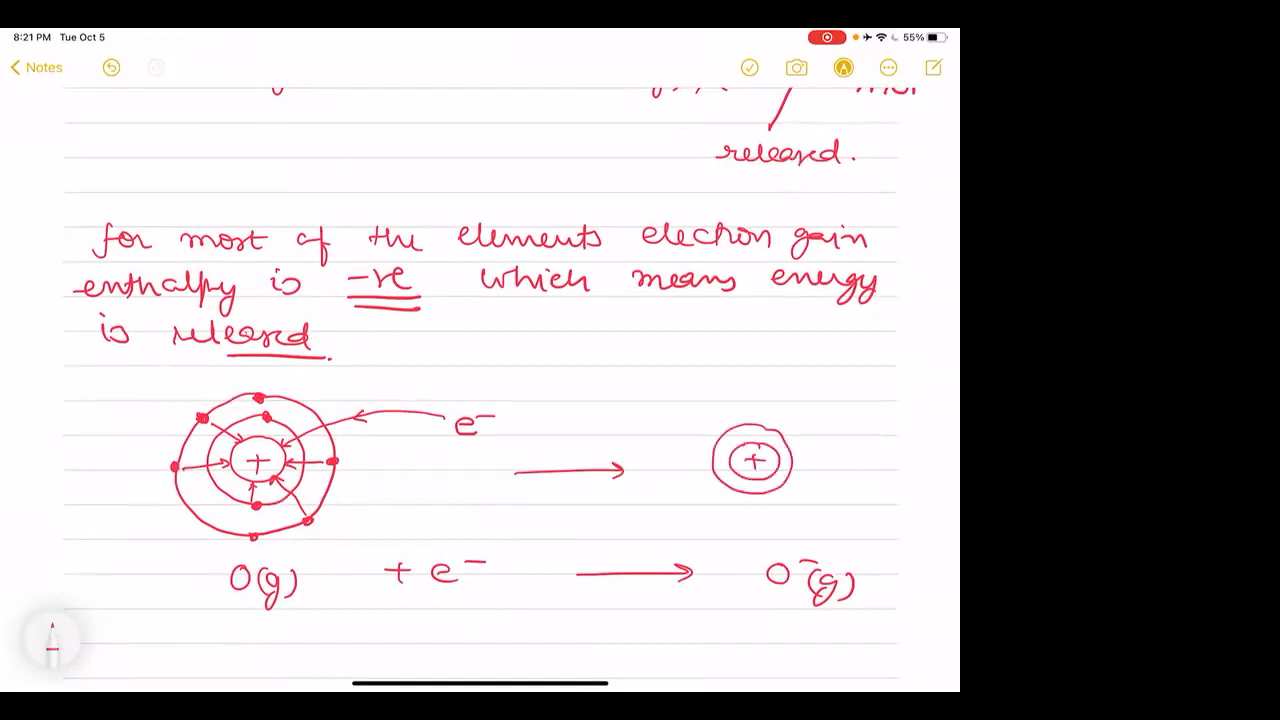 8:21 PM Tue Oct 5
55%
Notes
released.
for most of the elements electron gain
enthalpy is -ve which means energy
is released.
e⁻
+
+
O(g) + e⁻ → O⁻(g)